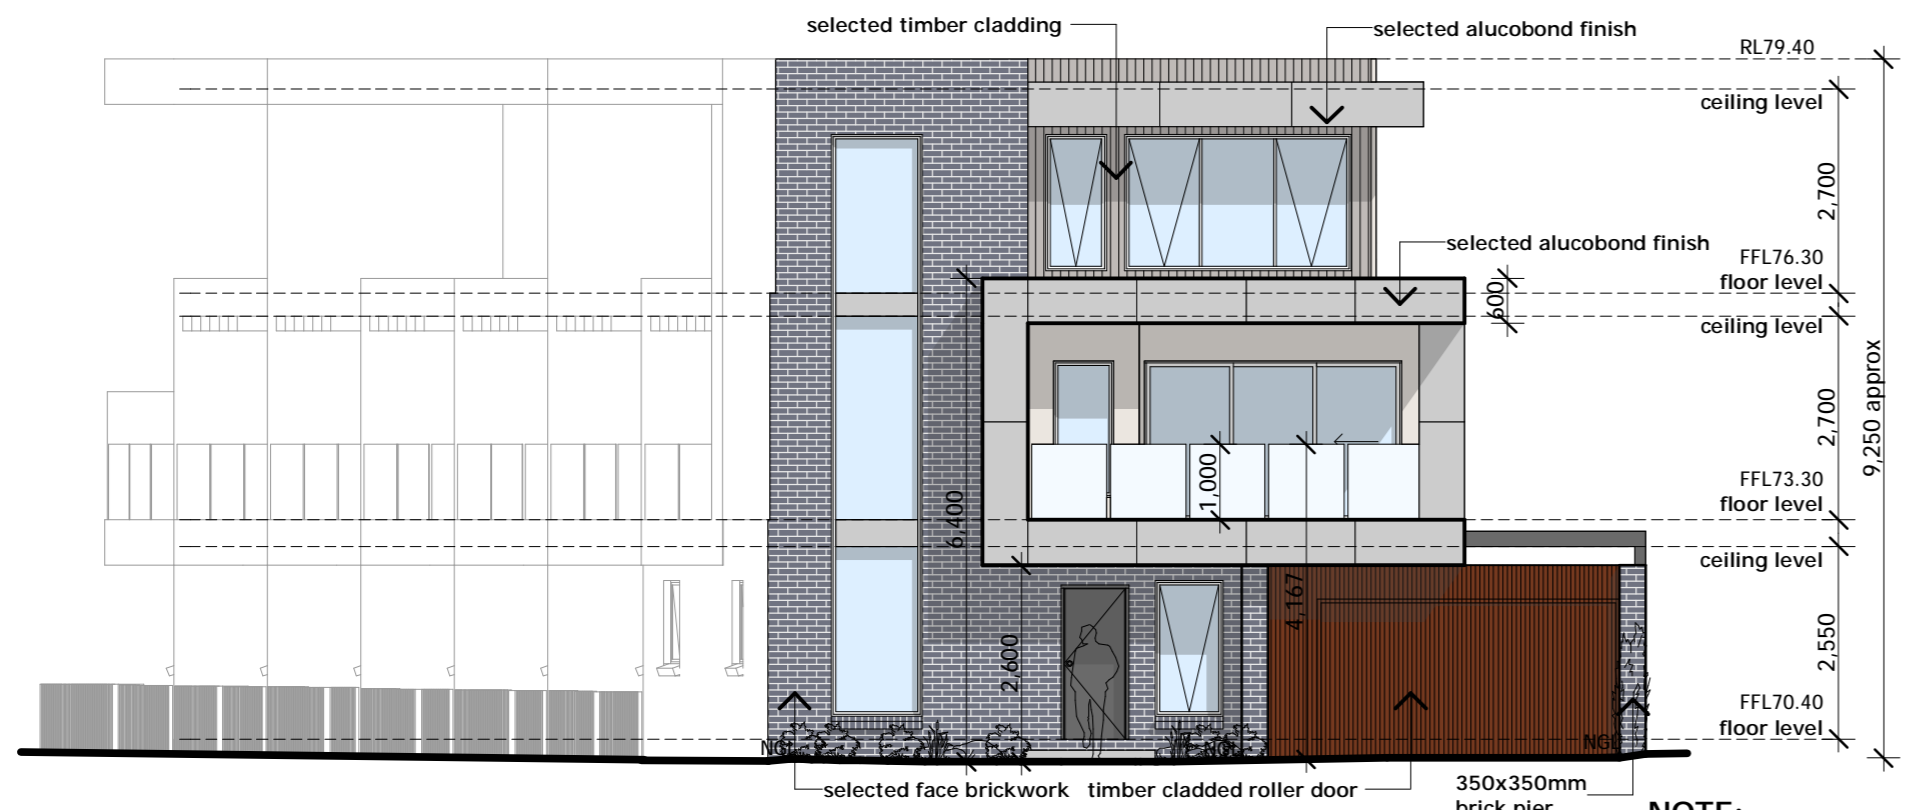 selected timber cladding
selected alucobond finish
RL79.40
ceiling level
2,700
selected alucobond finish
FFL76.30
floor level
600
ceiling level
2,700
9,250 approx
1,000
6,400
FFL73.30
floor level
ceiling level
4,167
2,600
2,550
FFL70.40
floor level
NGL
NGL
NGL
selected face brickwork
timber cladded roller door
350x350mm
brick pier
NOTE: